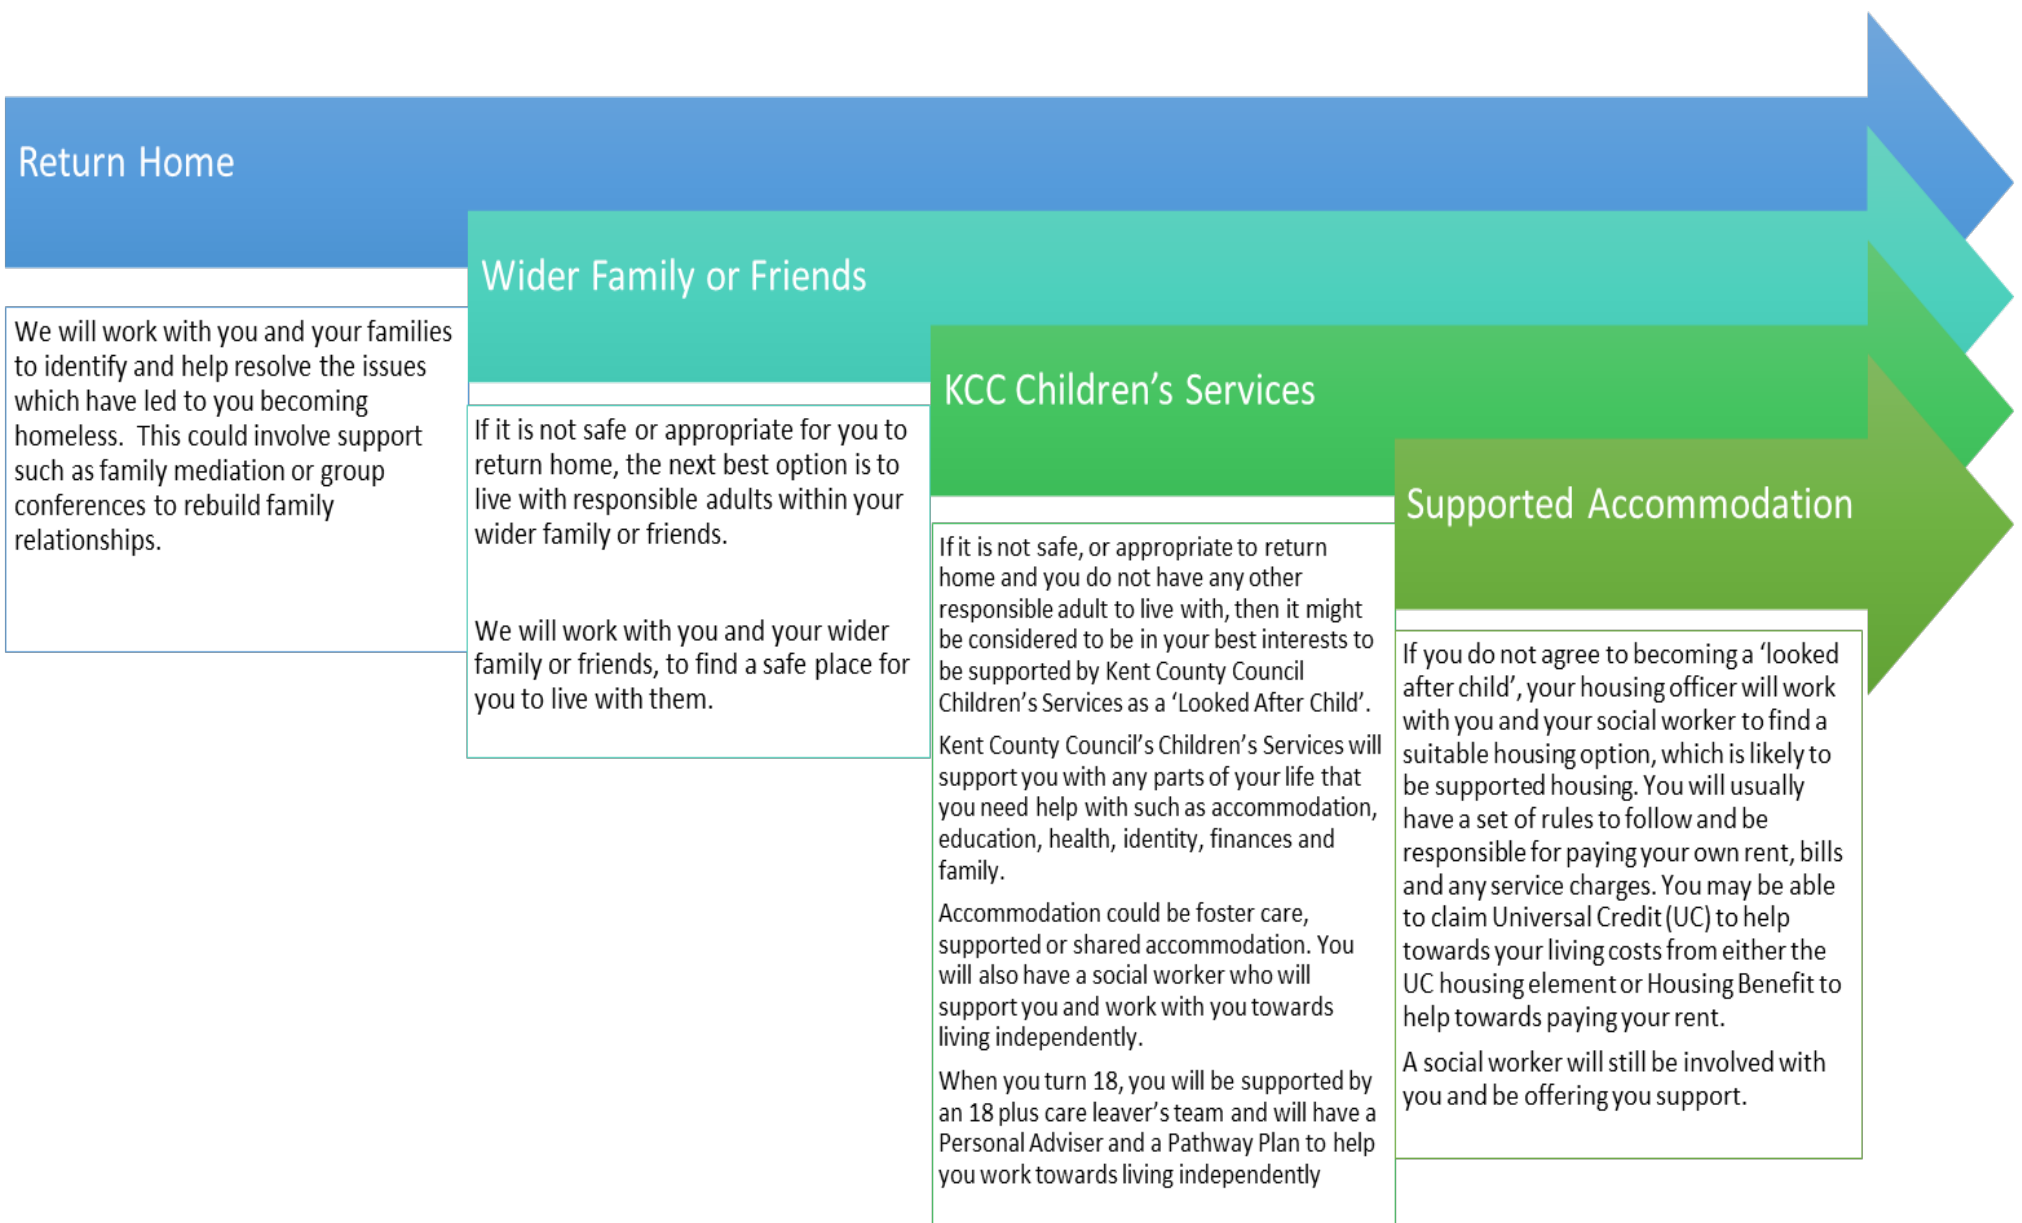 Return Home
We will work with you and your families
to identify and help resolve the issues
which have led to you becoming
homeless.  This could involve support
such as family mediation or group
conferences to rebuild family
relationships.
Wider Family or Friends
If it is not safe or appropriate for you to
return home, the next best option is to
live with responsible adults within your
wider family or friends.
We will work with you and your wider
family or friends, to find a safe place for
you to live with them.
KCC Children’s Services
If it is not safe, or appropriate to return
home and you do not have any other
responsible adult to live with, then it might
be considered to be in your best interests to
be supported by Kent County Council
Children’s Services as a ‘Looked After Child’.
Kent County Council’s Children’s Services will
support you with any parts of your life that
you need help with such as accommodation,
education, health, identity, finances and
family.
Accommodation could be foster care,
supported or shared accommodation. You
will also have a social worker who will
support you and work with you towards
living independently.
When you turn 18, you will be supported by
an 18 plus care leaver’s team and will have a
Personal Adviser and a Pathway Plan to help
you work towards living independently
Supported Accommodation
If you do not agree to becoming a ‘looked
after child’, your housing officer will work
with you and your social worker to find a
suitable housing option, which is likely to
be supported housing. You will usually
have a set of rules to follow and be
responsible for paying your own rent, bills
and any service charges. You may be able
to claim Universal Credit (UC) to help
towards your living costs from either the
UC housing element or Housing Benefit to
help towards paying your rent.
A social worker will still be involved with
you and be offering you support.